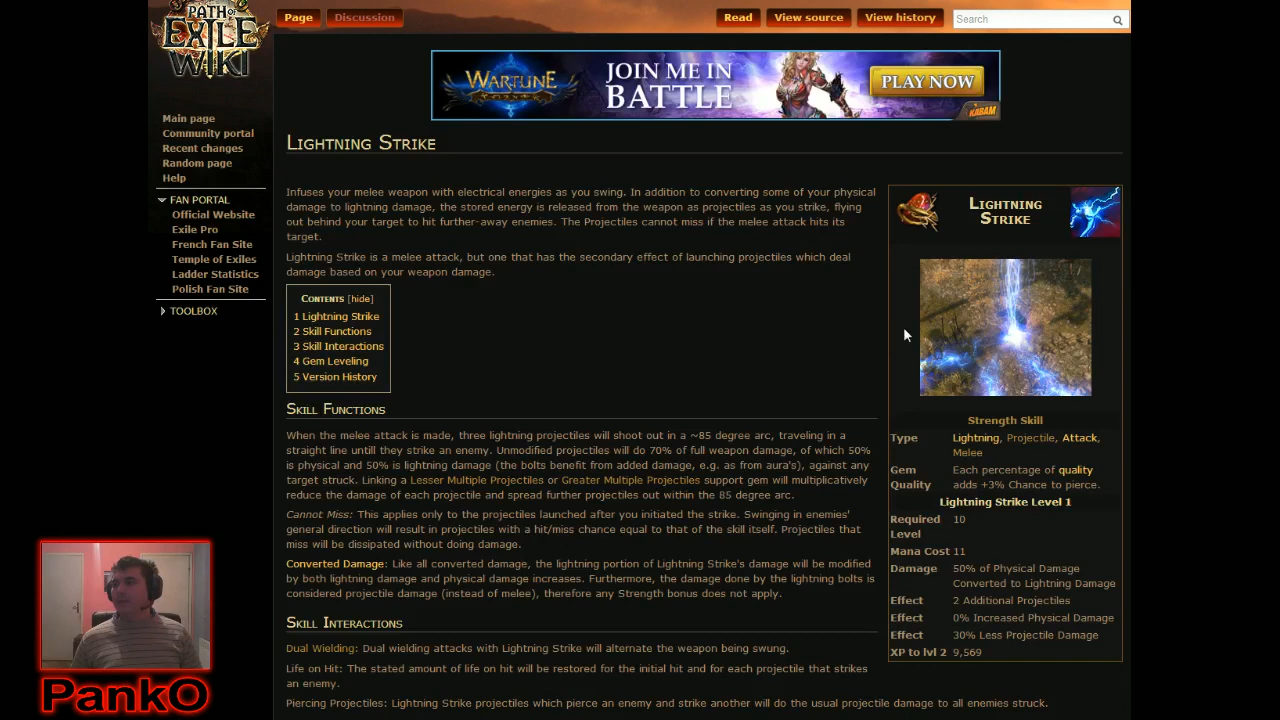 PATH OF
EXILE
WIKI
Page
Discussion
Read
View source
View history
Search
WARTUNE
JOIN ME IN
BATTLE
PLAY NOW
KABAM
Main page
Community portal
Recent changes
Random page
Help
FAN PORTAL
Official Website
Exile Pro
French Fan Site
Temple of Exiles
Ladder Statistics
Polish Fan Site
TOOLBOX
Lightning Strike
Infuses your melee weapon with electrical energies as you swing. In addition to converting some of your physical
damage to lightning damage, the stored energy is released from the weapon as projectiles as you strike, flying
out behind your target to hit further-away enemies. The Projectiles cannot miss if the melee attack hits its
target.
Lightning Strike is a melee attack, but one that has the secondary effect of launching projectiles which deal
damage based on your weapon damage.
Contents [hide]
1 Lightning Strike
2 Skill Functions
3 Skill Interactions
4 Gem Leveling
5 Version History
Skill Functions
When the melee attack is made, three lightning projectiles will shoot out in a ~85 degree arc, traveling in a
straight line untill they strike an enemy. Unmodified projectiles will do 70% of full weapon damage, of which 50%
is physical and 50% is lightning damage (the bolts benefit from added damage, e.g. as from aura's), against any
target struck. Linking a Lesser Multiple Projectiles or Greater Multiple Projectiles support gem will multiplicatively
reduce the damage of each projectile and spread further projectiles out within the 85 degree arc.
Cannot Miss: This applies only to the projectiles launched after you initiated the strike. Swinging in enemies'
general direction will result in projectiles with a hit/miss chance equal to that of the skill itself. Projectiles that
miss will be dissipated without doing damage.
Converted Damage: Like all converted damage, the lightning portion of Lightning Strike's damage will be modified
by both lightning damage and physical damage increases. Furthermore, the damage done by the lightning bolts is
considered projectile damage (instead of melee), therefore any Strength bonus does not apply.
Skill Interactions
Dual Wielding: Dual wielding attacks with Lightning Strike will alternate the weapon being swung.
Life on Hit: The stated amount of life on hit will be restored for the initial hit and for each projectile that strikes
an enemy.
Piercing Projectiles: Lightning Strike projectiles which pierce an enemy and strike another will do the usual projectile damage to all enemies struck.
Lightning
Strike
Strength Skill
Type Lightning, Projectile, Attack,
Melee
Gem Each percentage of quality
Quality adds +3% Chance to pierce.
Lightning Strike Level 1
Required 10
Level
Mana Cost 11
Damage 50% of Physical Damage
Converted to Lightning Damage
Effect 2 Additional Projectiles
Effect 0% Increased Physical Damage
Effect 30% Less Projectile Damage
XP to lvl 2 9,569
PankO